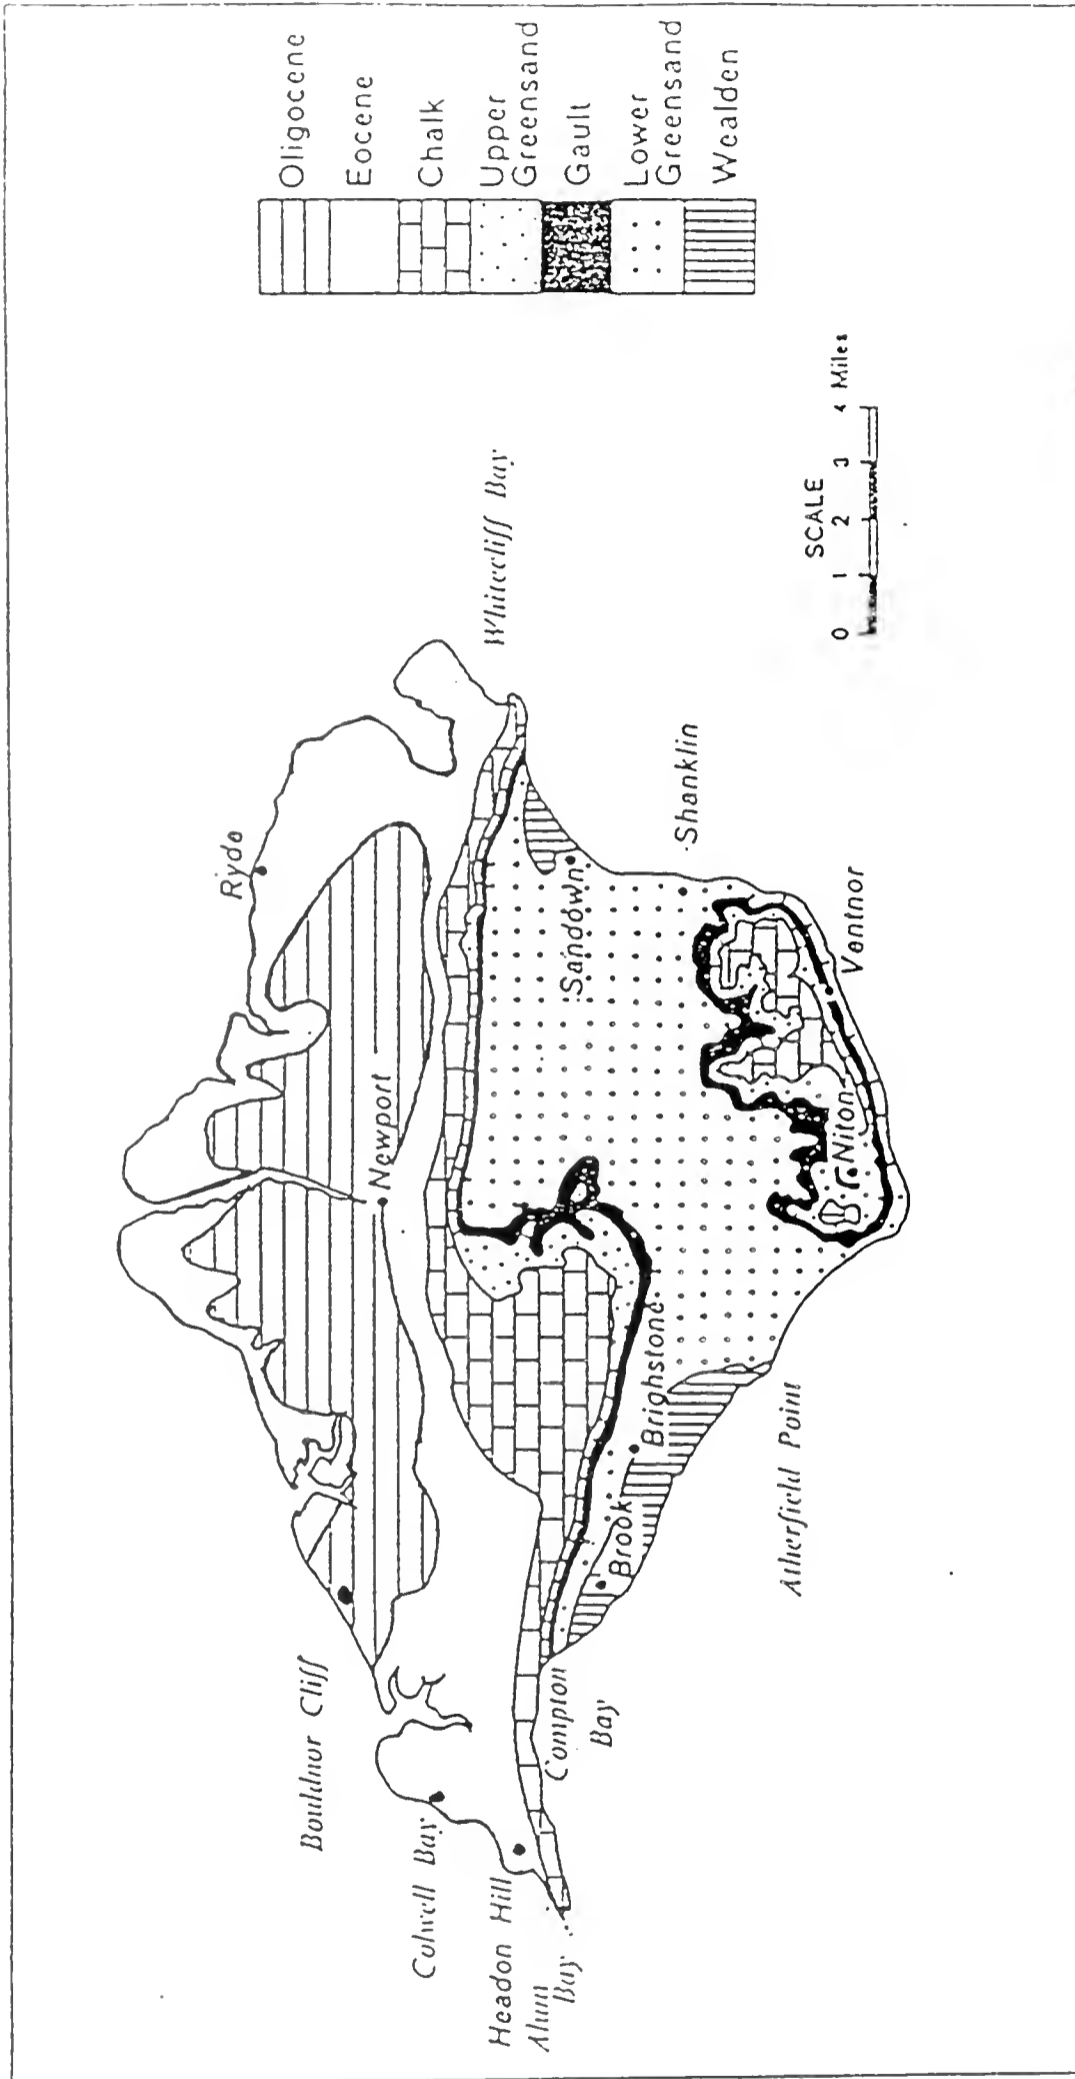 Oligocene
Eocene
Chalk
Upper
Greensand
Gault
Lower
Greensand
Wealden
SCALE
0 1 2 3 4 Miles
Whitecliff Bay
Ryde
Newport
Sandown
Shanklin
Ventnor
Niton
Brighstone
Brook
Atherfield Point
Compton
Bay
Bouldnor Cliff
Colwell Bay
Headon Hill
Alum
Bay